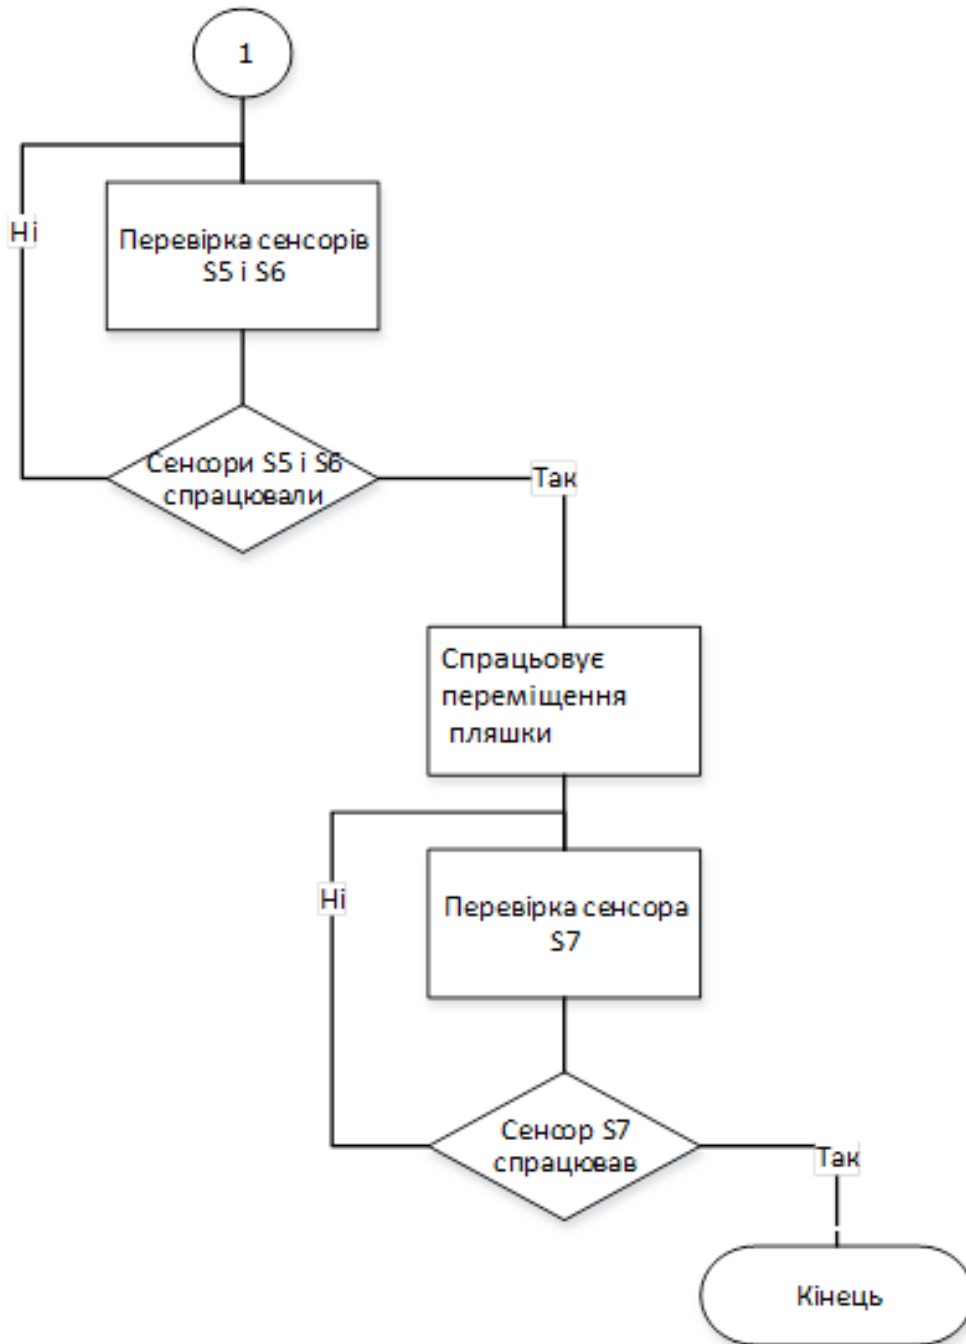 1
Ні
Перевірка сенсорів
S5 і S6
Сенсори S5 і S6
спрацювали
Так
Спрацьовує
переміщення
пляшки
Ні
Перевірка сенсора
S7
Сенсор S7
спрацював
Так
Кінець